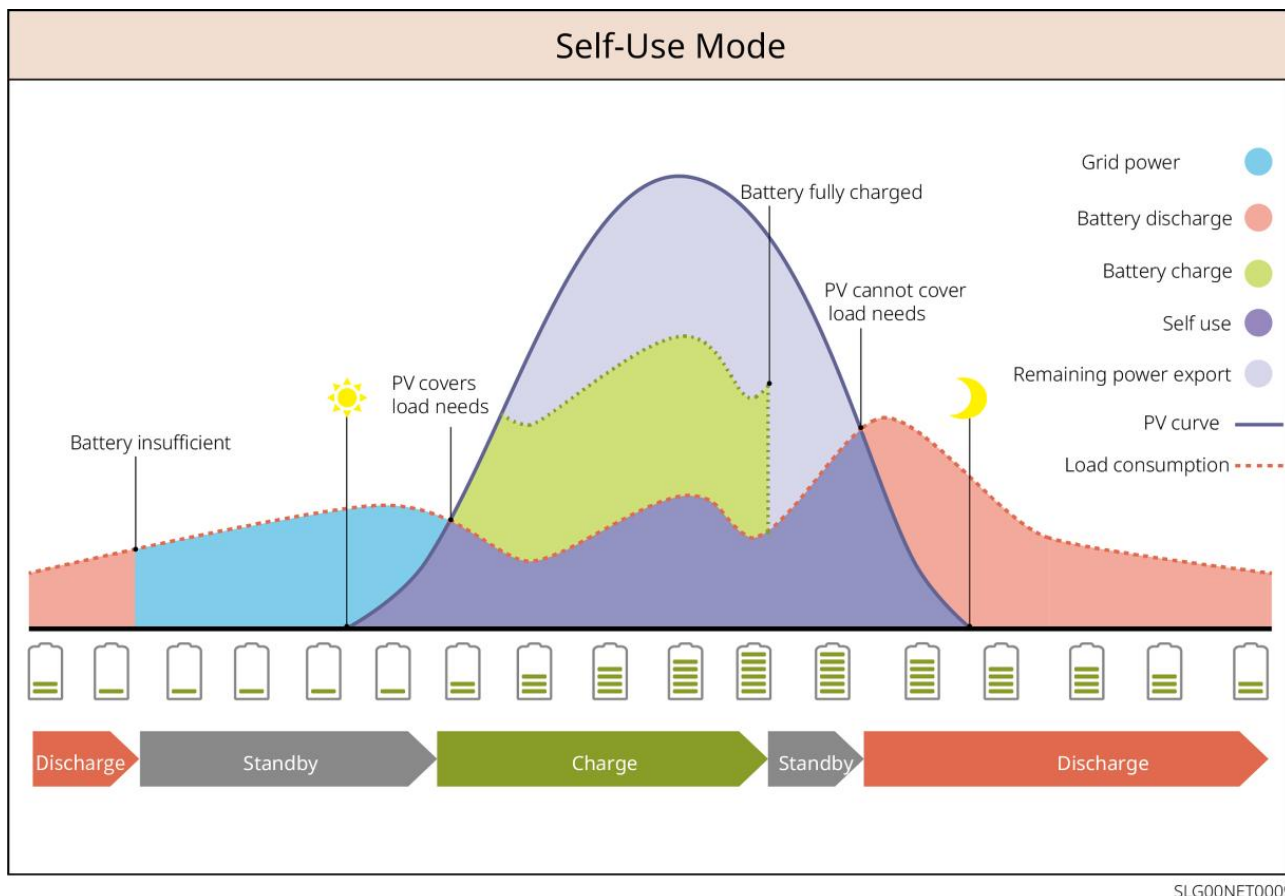 Self-Use Mode
Grid power
Battery discharge
Battery charge
Self use
Remaining power export
PV curve
Load consumption
Battery fully charged
PV cannot cover
load needs
PV covers
load needs
Battery insufficient
Discharge
Standby
Charge
Standby
Discharge